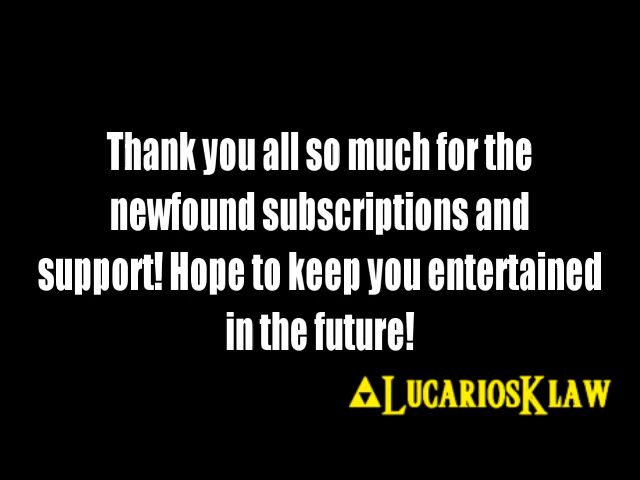 Thank you all so much for the
newfound subscriptions and
support! Hope to keep you entertained
in the future!
LucariosKlaw